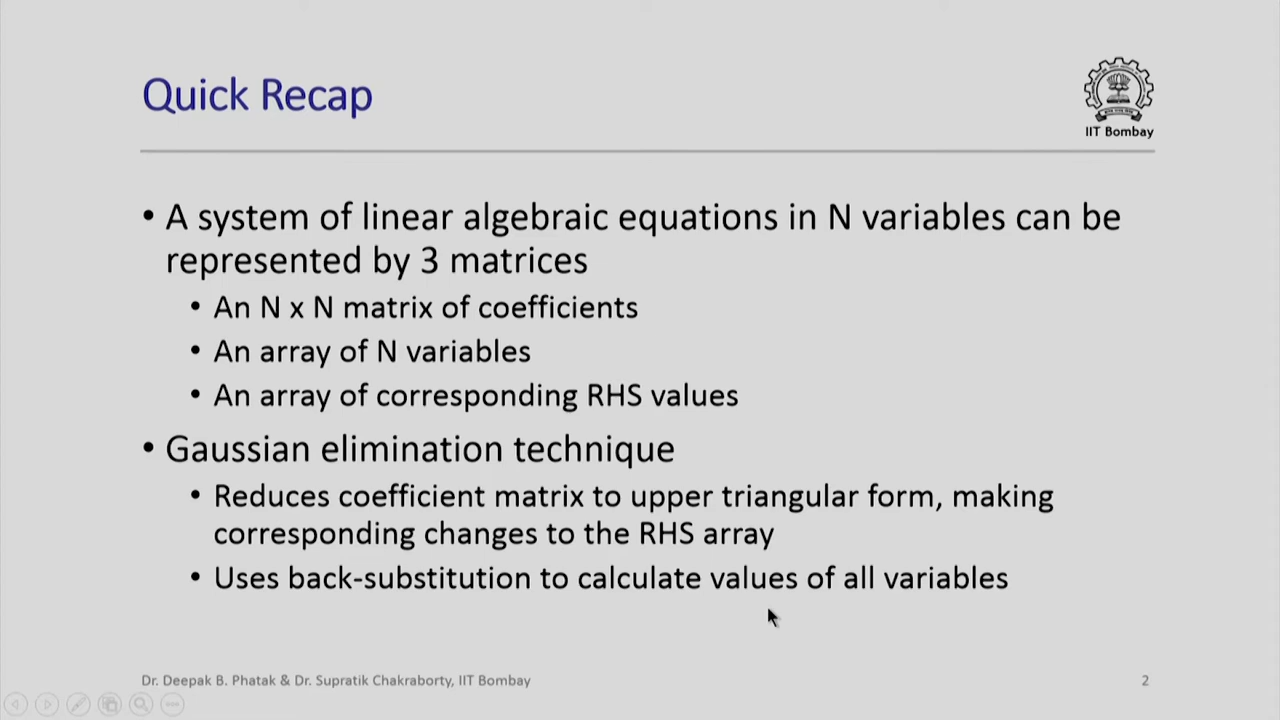 Quick Recap
IIT Bombay
• A system of linear algebraic equations in N variables can be
represented by 3 matrices
• An N x N matrix of coefficients
• An array of N variables
• An array of corresponding RHS values
• Gaussian elimination technique
• Reduces coefficient matrix to upper triangular form, making
corresponding changes to the RHS array
• Uses back-substitution to calculate values of all variables
Dr. Deepak B. Phatak & Dr. Supratik Chakraborty, IIT Bombay
2